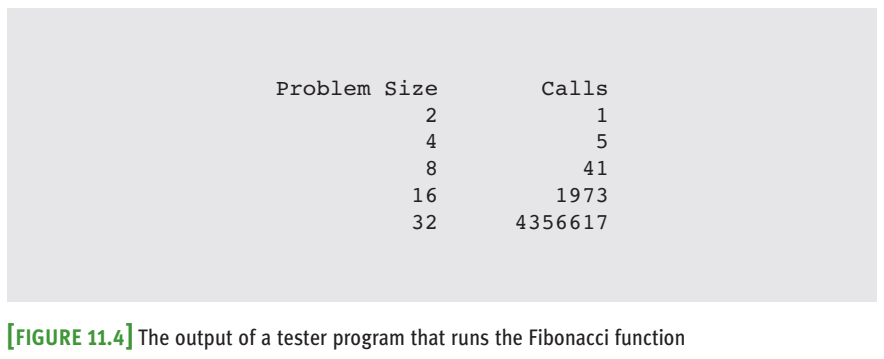 Problem Size Calls
2 1
4 5
8 41
16 1973
32 4356617
[FIGURE 11.4] The output of a tester program that runs the Fibonacci function